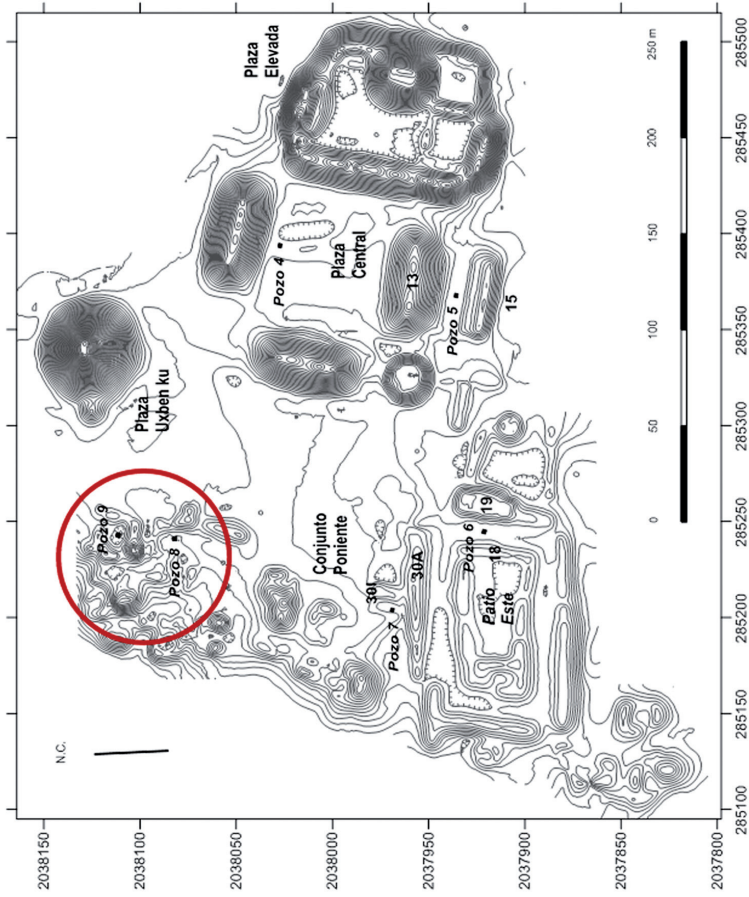 Plaza
Elevada
Plaza
Central
Pozo 4
13
Pozo 5
15
Plaza
Uxben ku
Pozo 9
Pozo 8
Conjunto
Poniente
30I
30A
Pozo 7
19
Pozo 6
18
Patio
Este
N.C.
0
50
100
150
200
250 m
2038150
2038100
2038050
2038000
2037950
2037900
2037850
2037800
285500
285450
285400
285350
285300
285250
285200
285150
285100